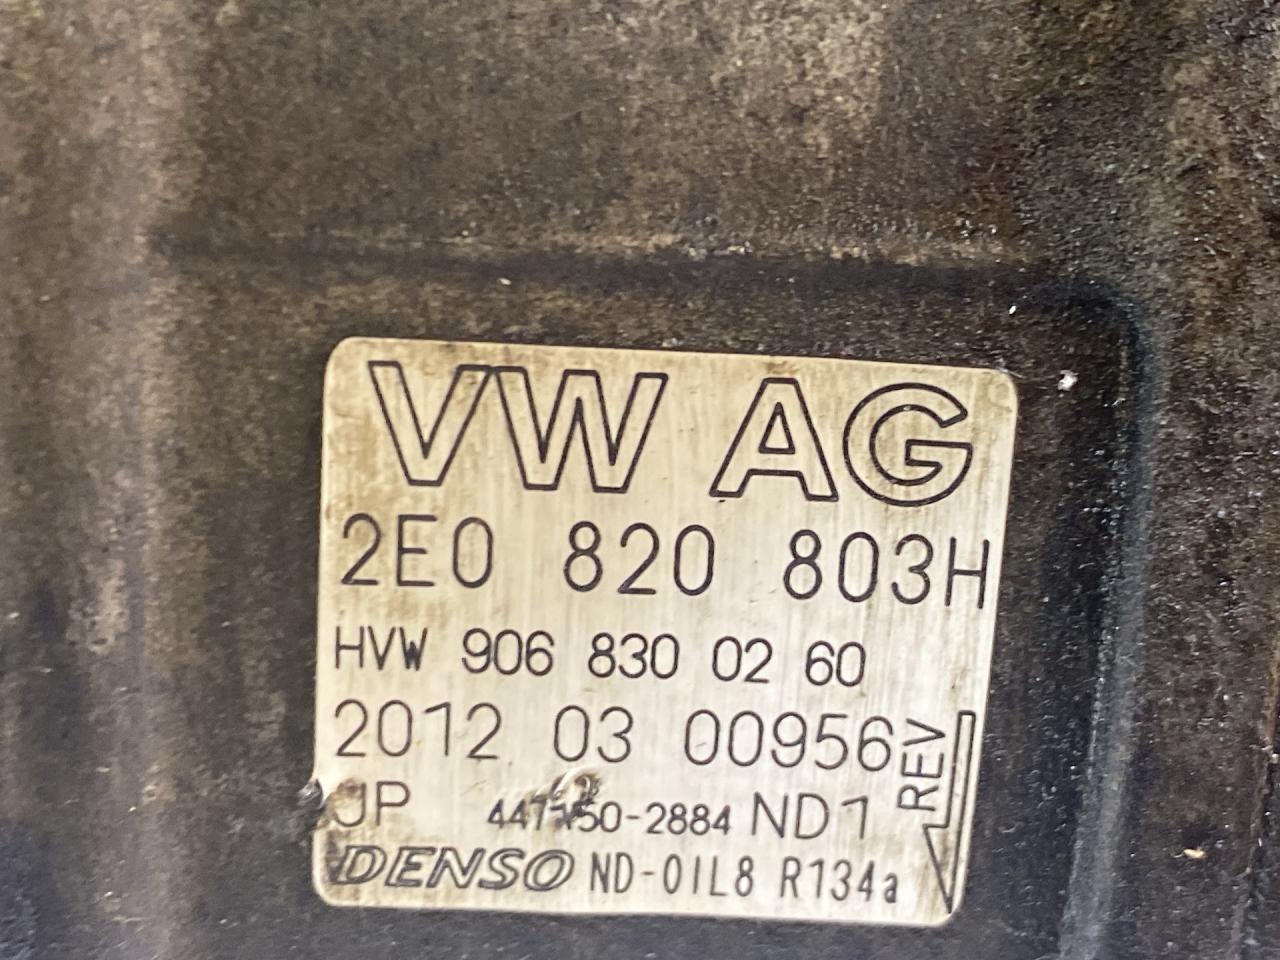 VW AG
2E0 820 803H
HVW 906 830 02 60
2012 03 00956
REV
JP 447150-2884 ND1
DENSO ND-OIL8 R134a